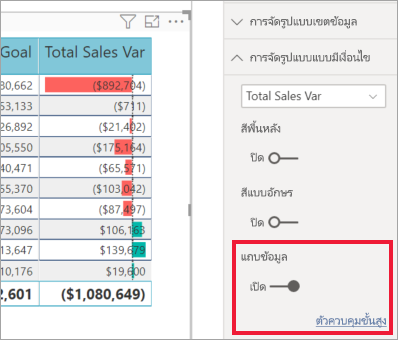 Goal Total Sales Var
80,662 ($892,704)
53,133 ($711)
26,892 ($21,402)
05,550 ($175,164)
40,471 ($65,571)
55,370 ($103,042)
73,604 ($87,497)
73,096 $106,163
13,647 $139,679
10,176 $19,600
2,601 ($1,080,649)
การจัดรูปแบบเขตข้อมูล
การจัดรูปแบบแบบมีเงื่อนไข
Total Sales Var
สีพื้นหลัง
ปิด
สีแบบอักษร
ปิด
แถบข้อมูล
เปิด
ตัวควบคุมขั้นสูง